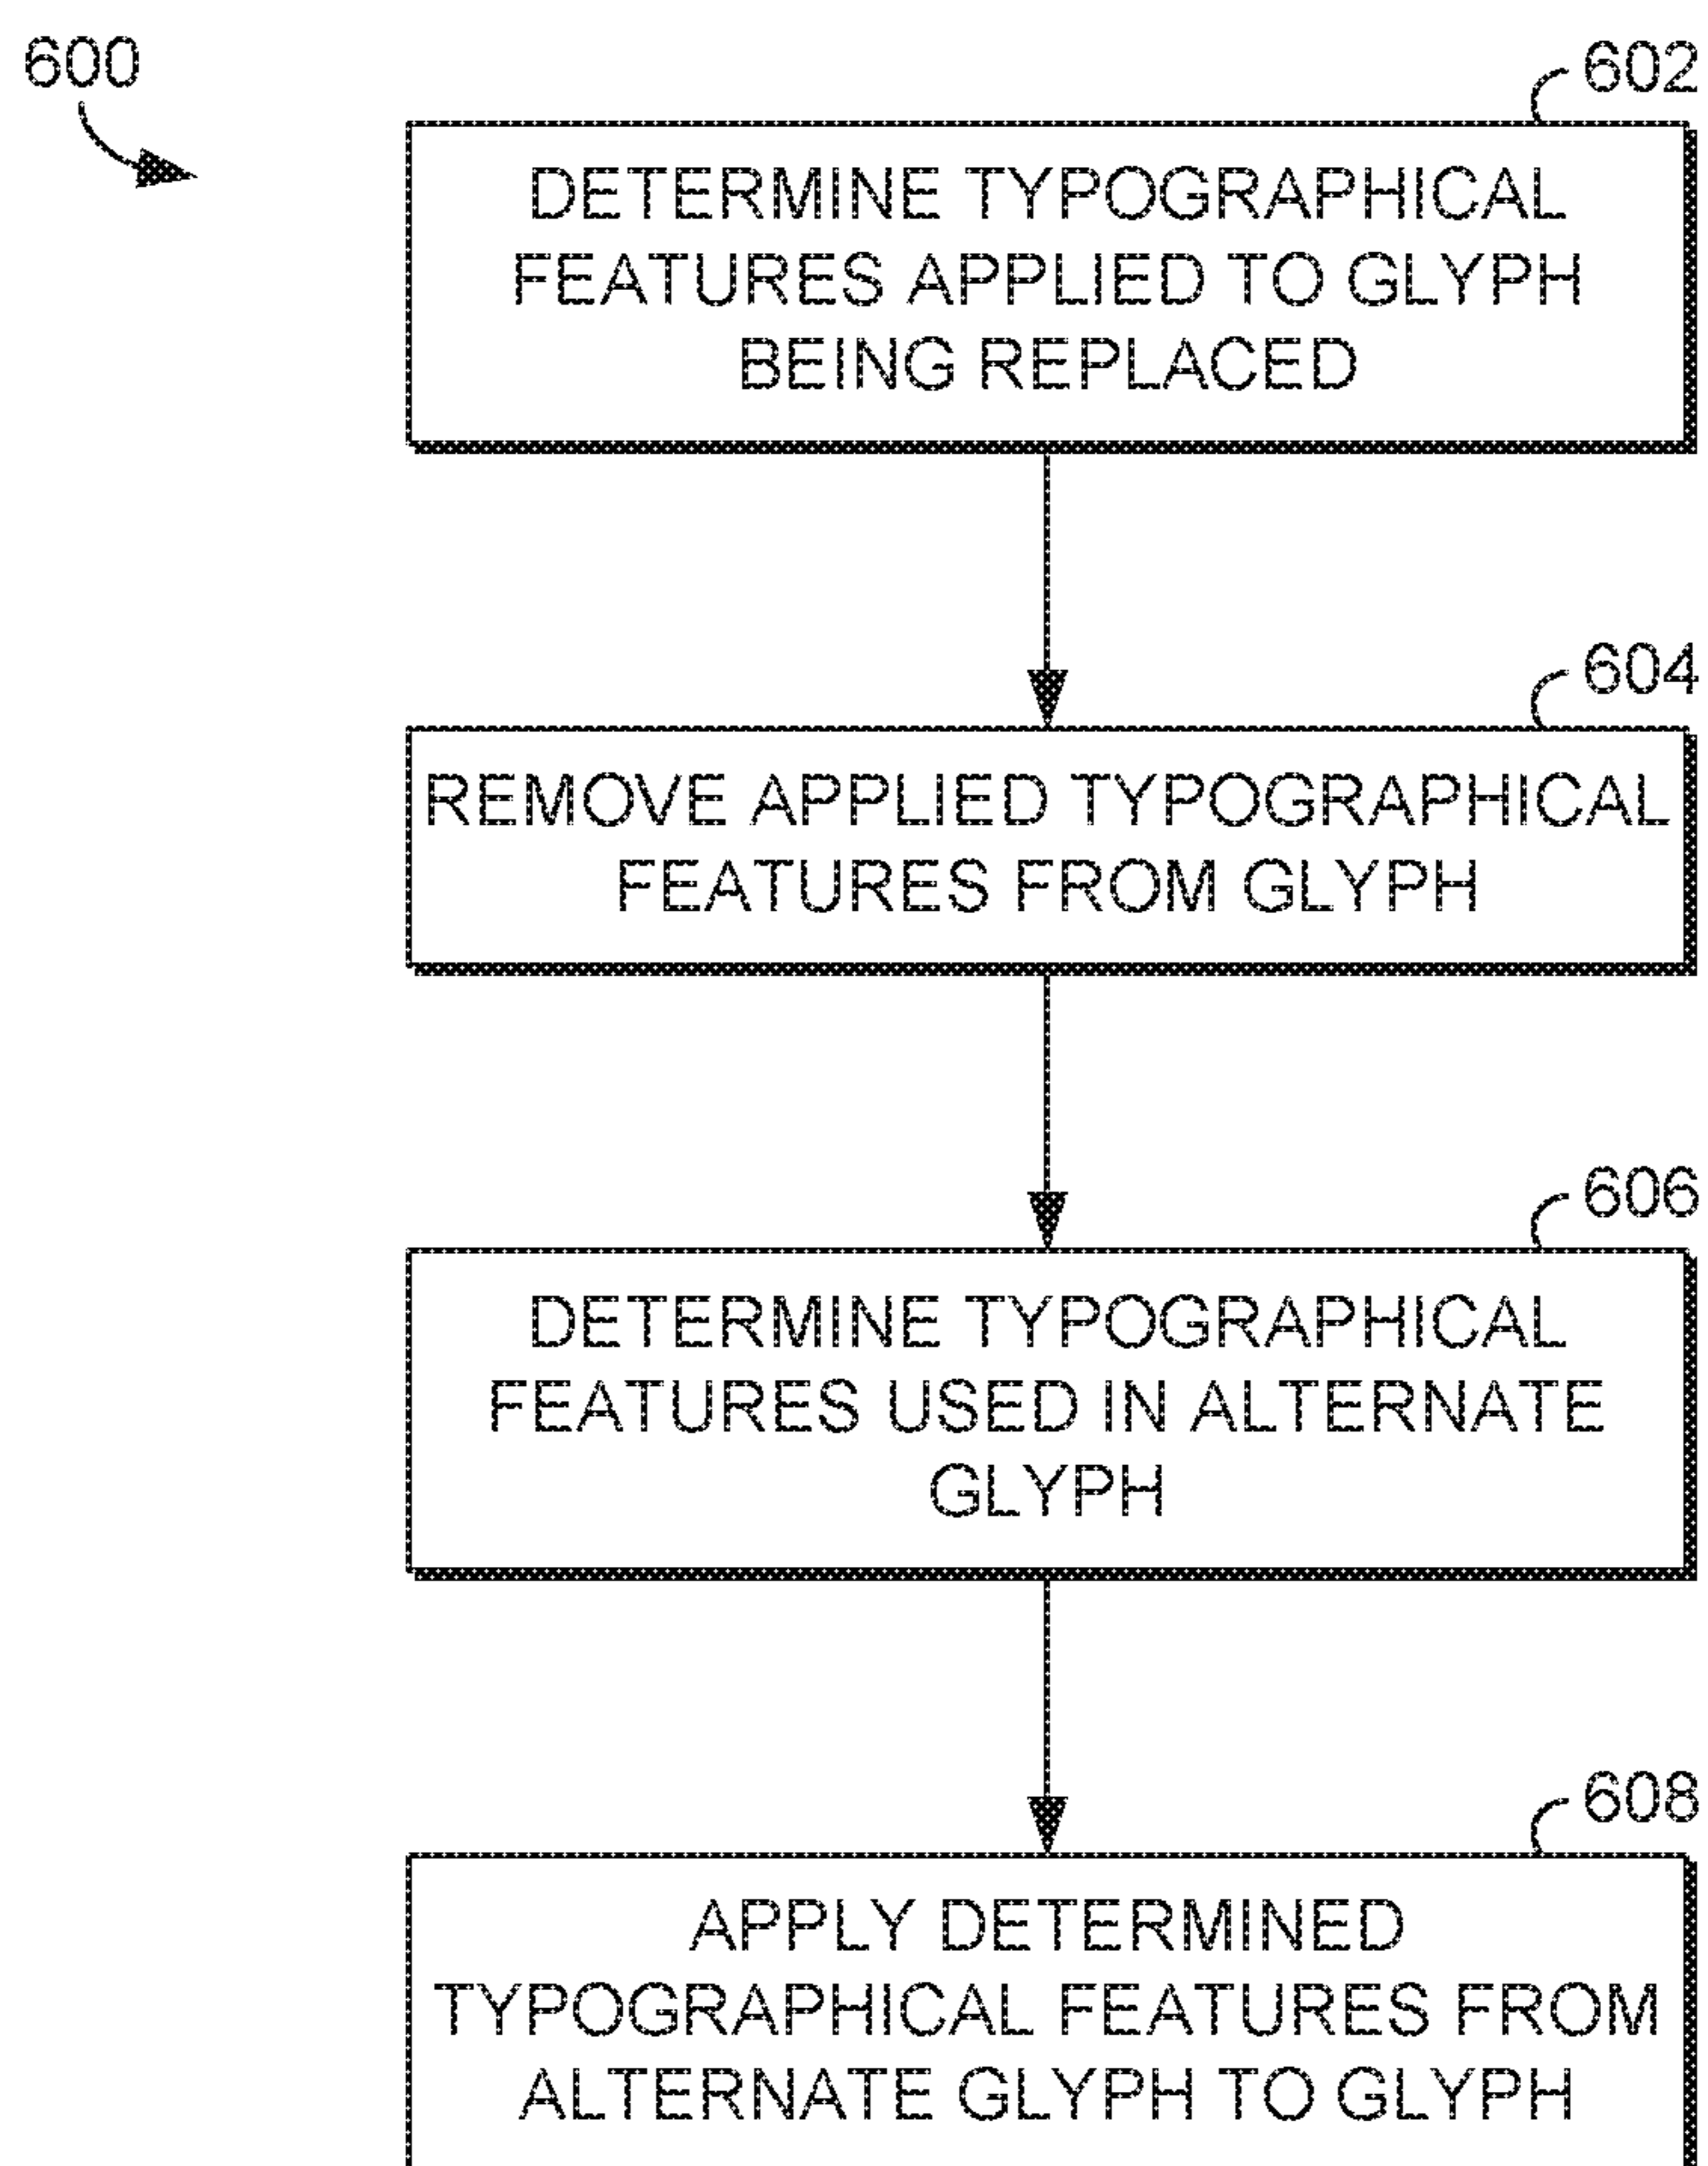 600
602
DETERMINE TYPOGRAPHICAL
FEATURES APPLIED TO GLYPH
BEING REPLACED
604
REMOVE APPLIED TYPOGRAPHICAL
FEATURES FROM GLYPH
606
DETERMINE TYPOGRAPHICAL
FEATURES USED IN ALTERNATE
GLYPH
608
APPLY DETERMINED
TYPOGRAPHICAL FEATURES FROM
ALTERNATE GLYPH TO GLYPH